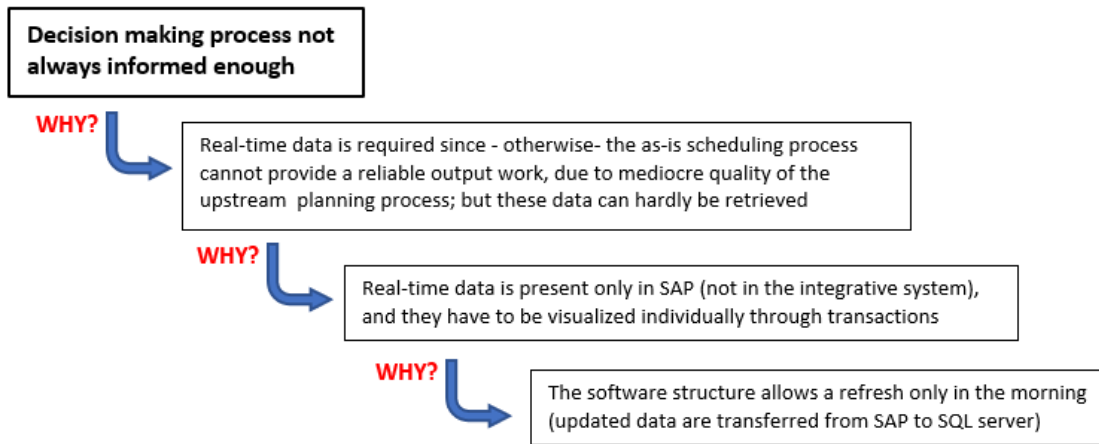 Decision making process not
always informed enough
WHY?
Real-time data is required since - otherwise- the as-is scheduling process
cannot provide a reliable output work, due to mediocre quality of the
upstream planning process; but these data can hardly be retrieved
WHY?
Real-time data is present only in SAP (not in the integrative system),
and they have to be visualized individually through transactions
WHY?
The software structure allows a refresh only in the morning
(updated data are transferred from SAP to SQL server)